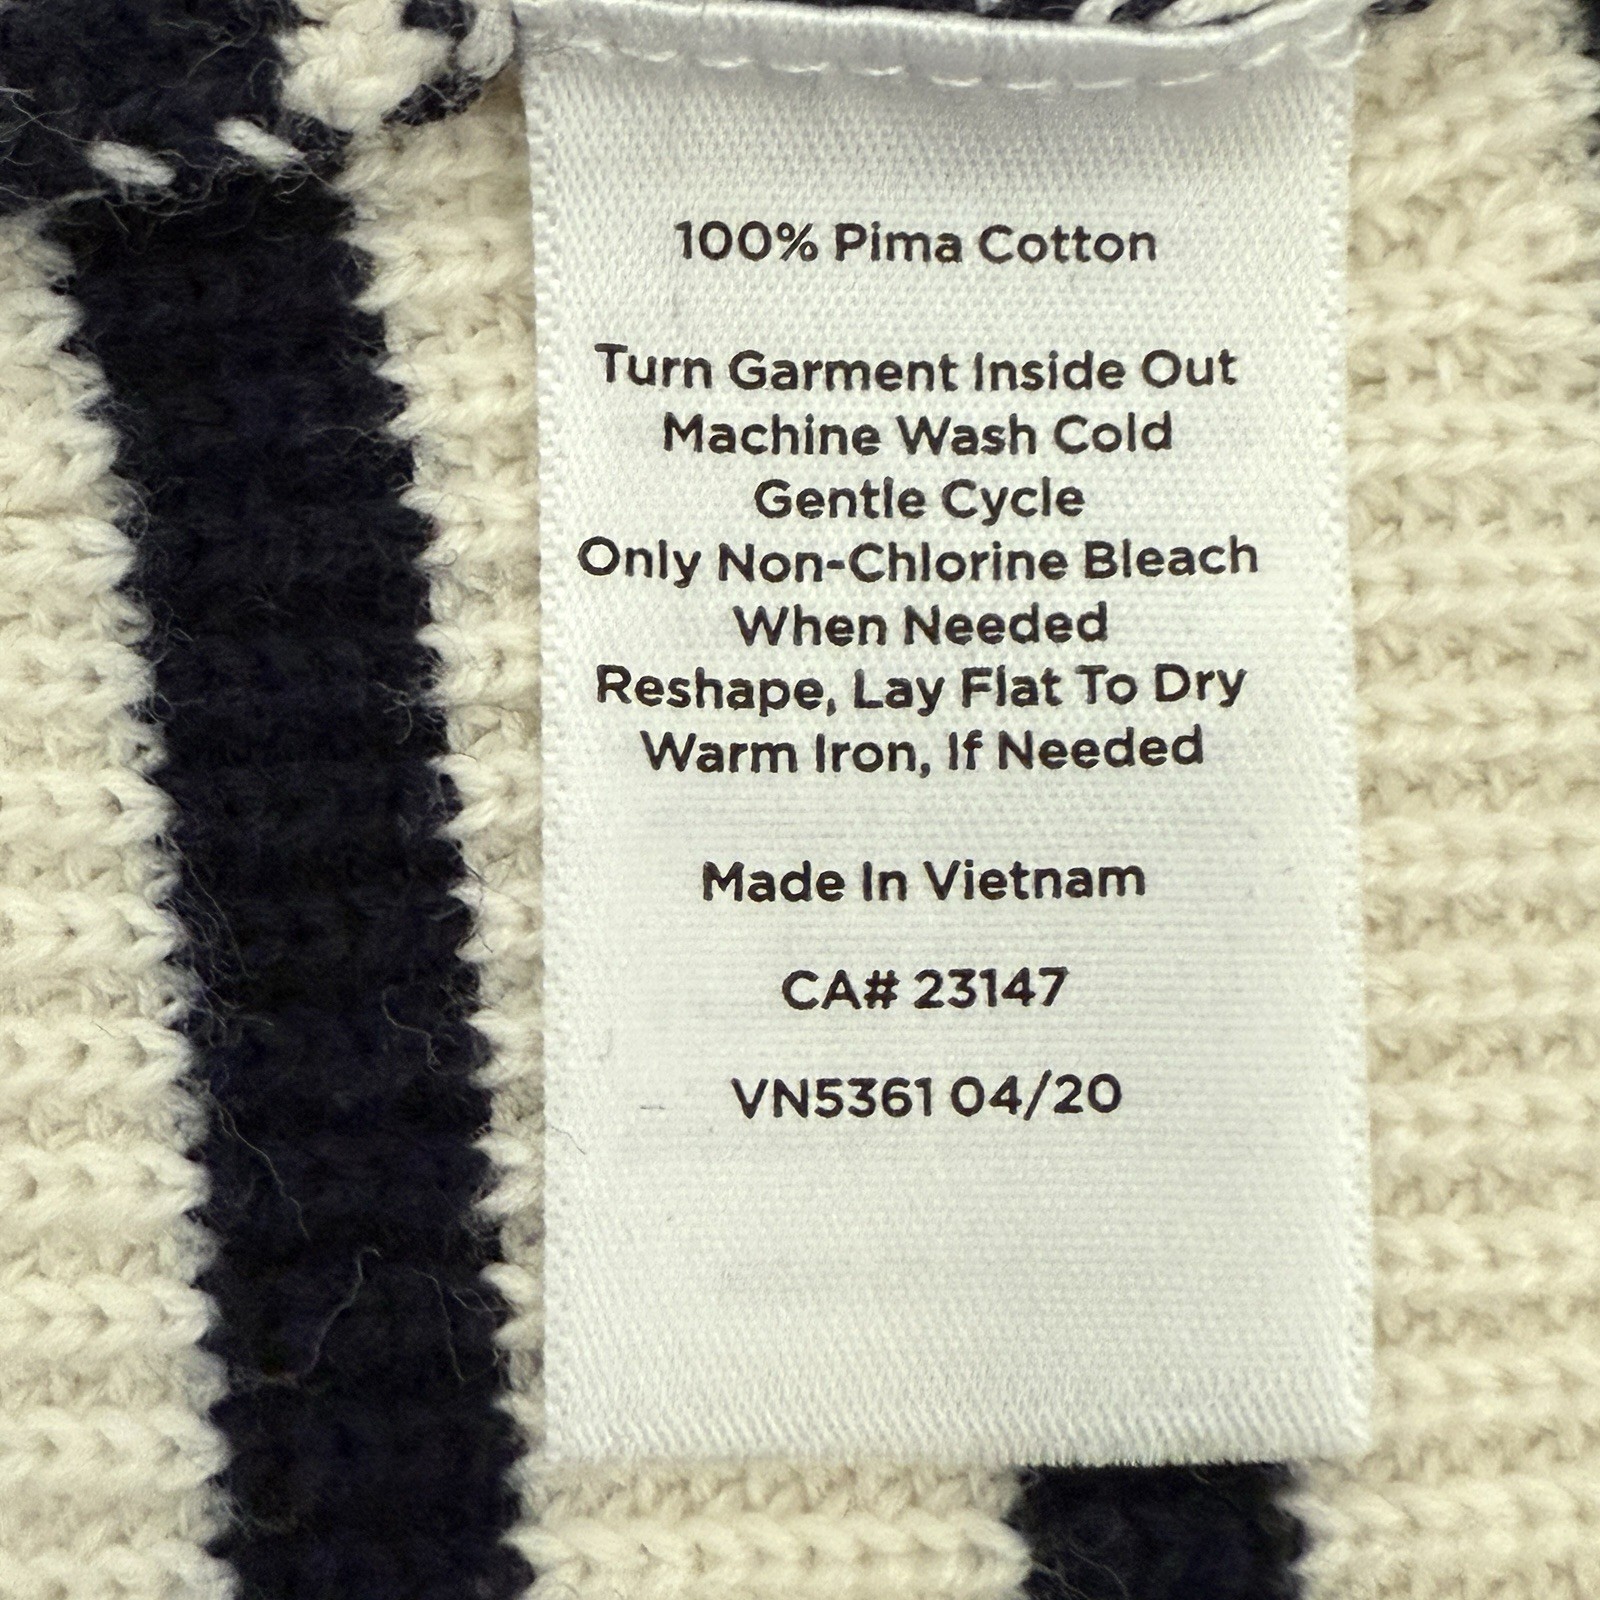 100% Pima Cotton
Turn Garment Inside Out
Machine Wash Cold
Gentle Cycle
Only Non-Chlorine Bleach
When Needed
Reshape, Lay Flat To Dry
Warm Iron, If Needed
Made In Vietnam
CA# 23147
VN5361 04/20